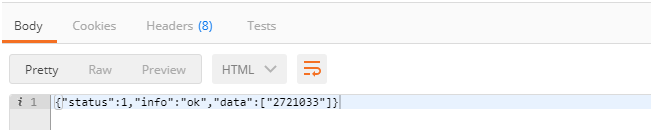 Body Cookies Headers (8) Tests
Pretty Raw Preview HTML
i 1 {"status":1,"info":"ok","data":["2721033"]}